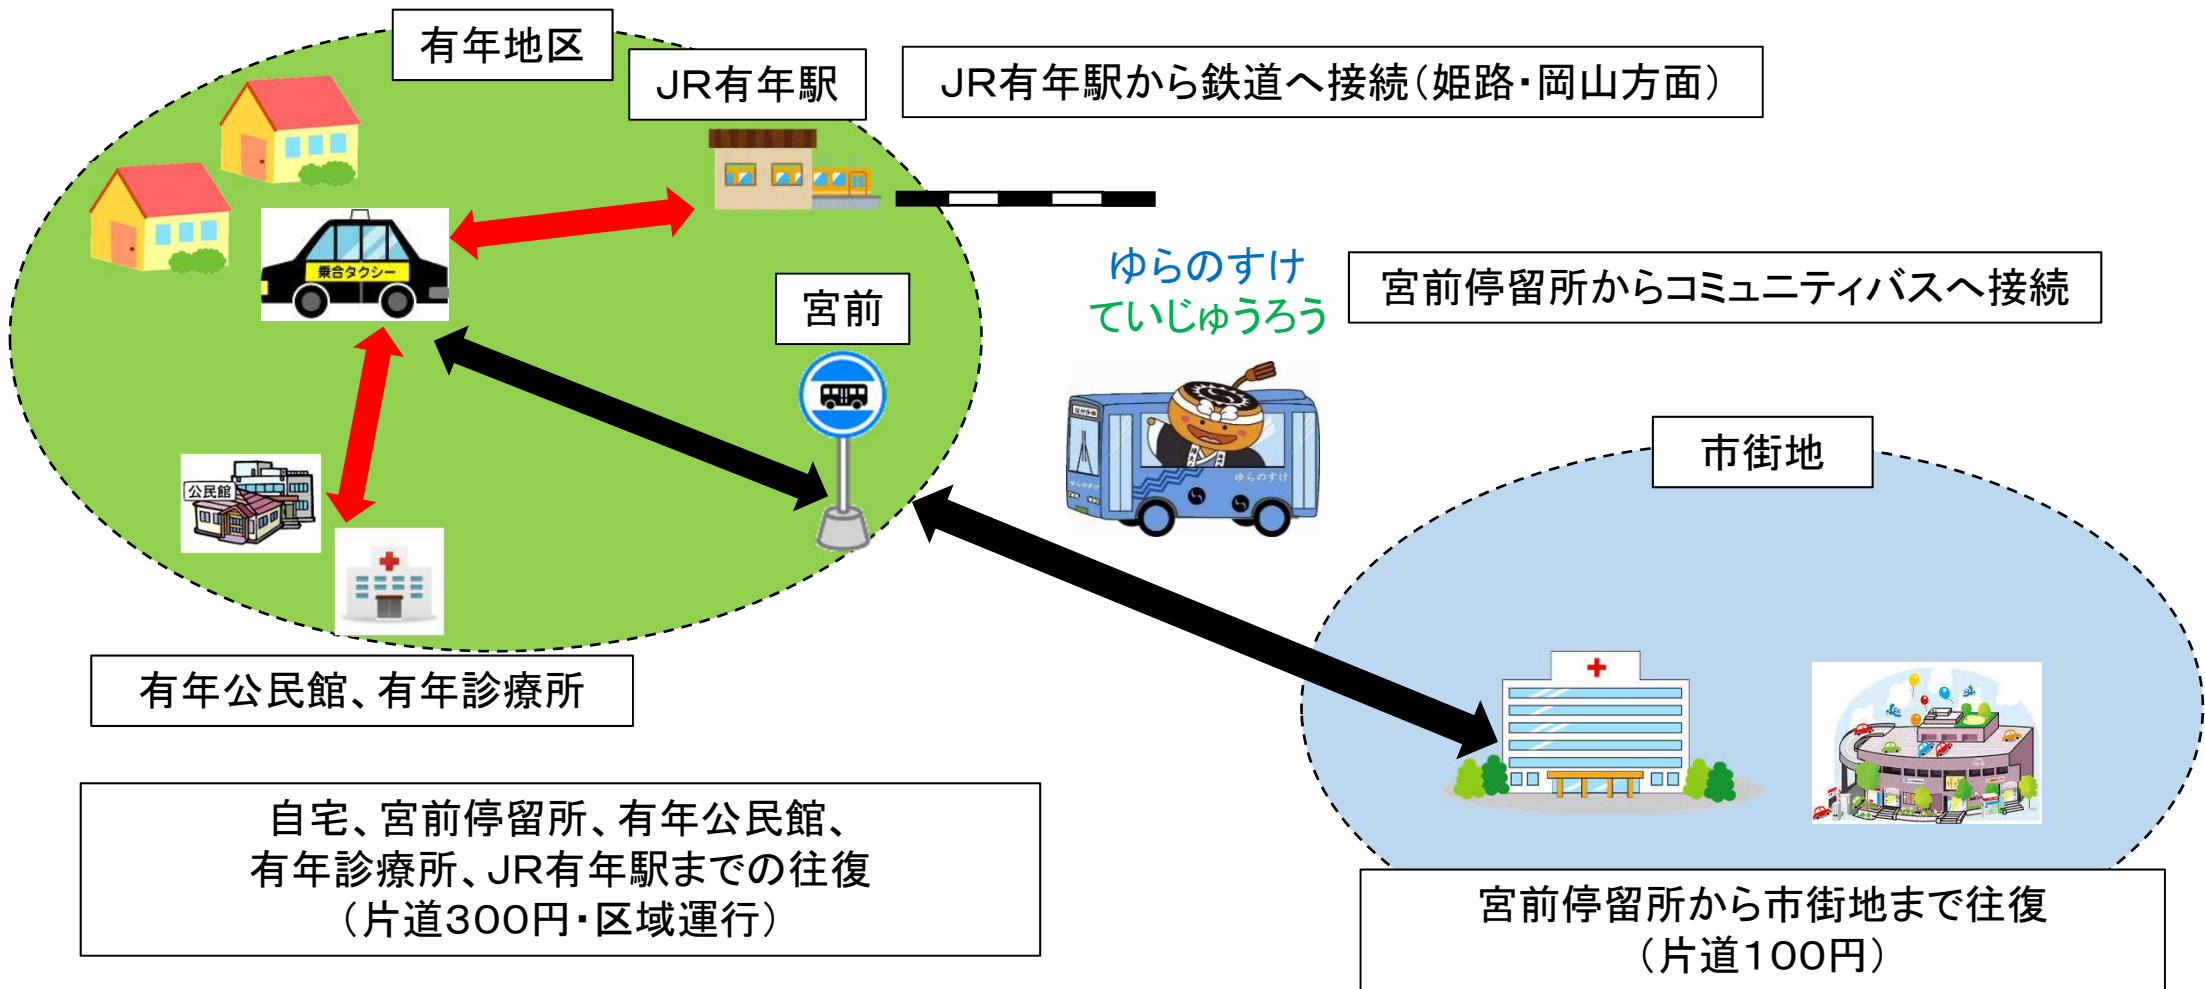 有年地区
JR有年駅
JR有年駅から鉄道へ接続(姫路・岡山方面)
乗合タクシー
宮前
ゆらのすけ
ていじゅうろう
宮前停留所からコミュニティバスへ接続
ゆらのすけ
市街地
公民館
有年公民館、有年診療所
自宅、宮前停留所、有年公民館、
有年診療所、JR有年駅までの往復
(片道300円・区域運行)
宮前停留所から市街地まで往復
(片道100円)